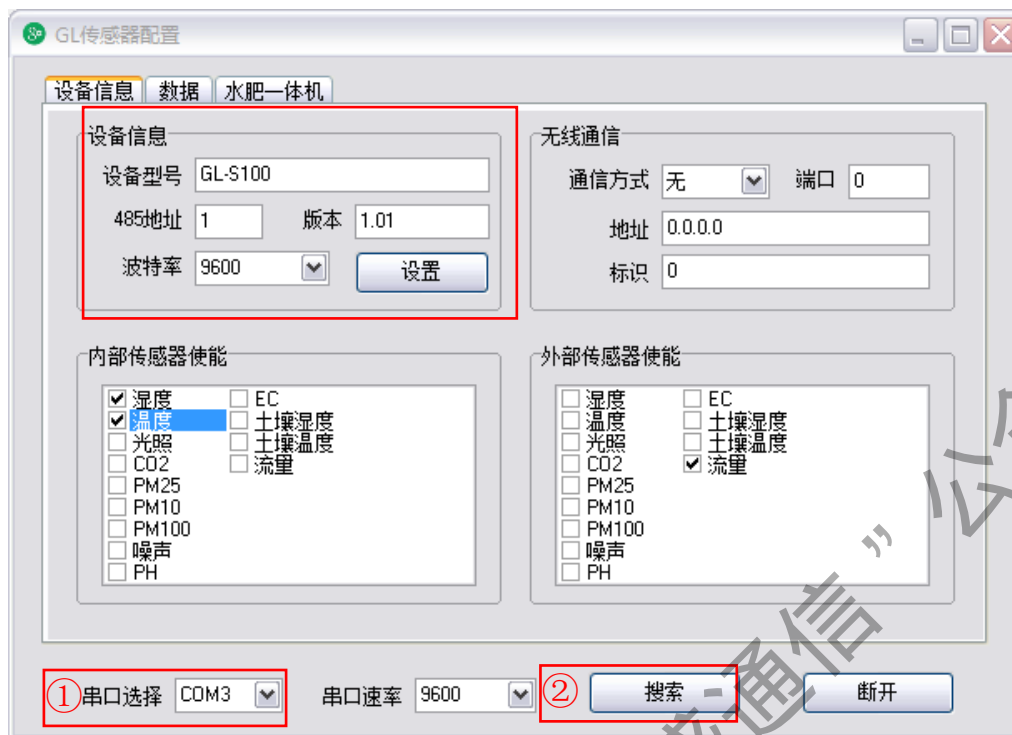 GL传感器配置
设备信息 数据 水肥一体机
设备信息
设备型号 GL-S100
485地址 1 版本 1.01
波特率 9600 设置
无线通信
通信方式 无 端口 0
地址 0.0.0.0
标识 0
内部传感器使能
湿度 EC
温度 土壤湿度
光照 土壤温度
CO2 流量
PM25
PM10
PM100
噪声
PH
外部传感器使能
湿度 EC
温度 土壤湿度
光照 土壤温度
CO2 流量
PM25
PM10
PM100
噪声
PH
①串口选择 COM3 串口速率 9600 ② 搜索 断开
通信”公